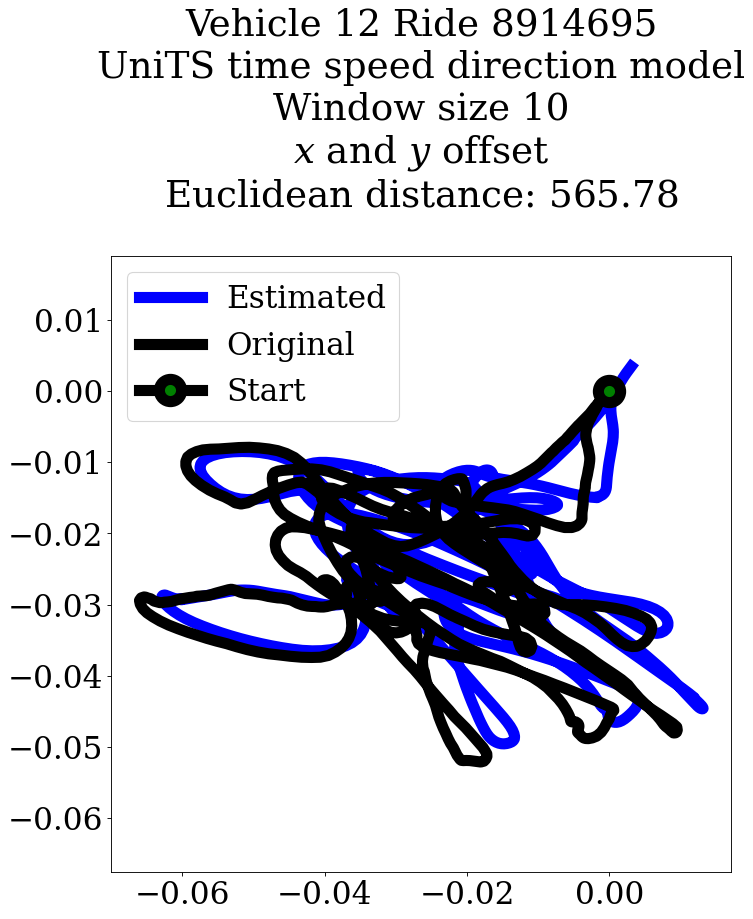 Vehicle 12 Ride 8914695
UniTS time speed direction model
Window size 10
x and y offset
Euclidean distance: 565.78
Estimated
Original
Start
0.01
0.00
−0.01
−0.02
−0.03
−0.04
−0.05
−0.06
−0.06 −0.04 −0.02 0.00